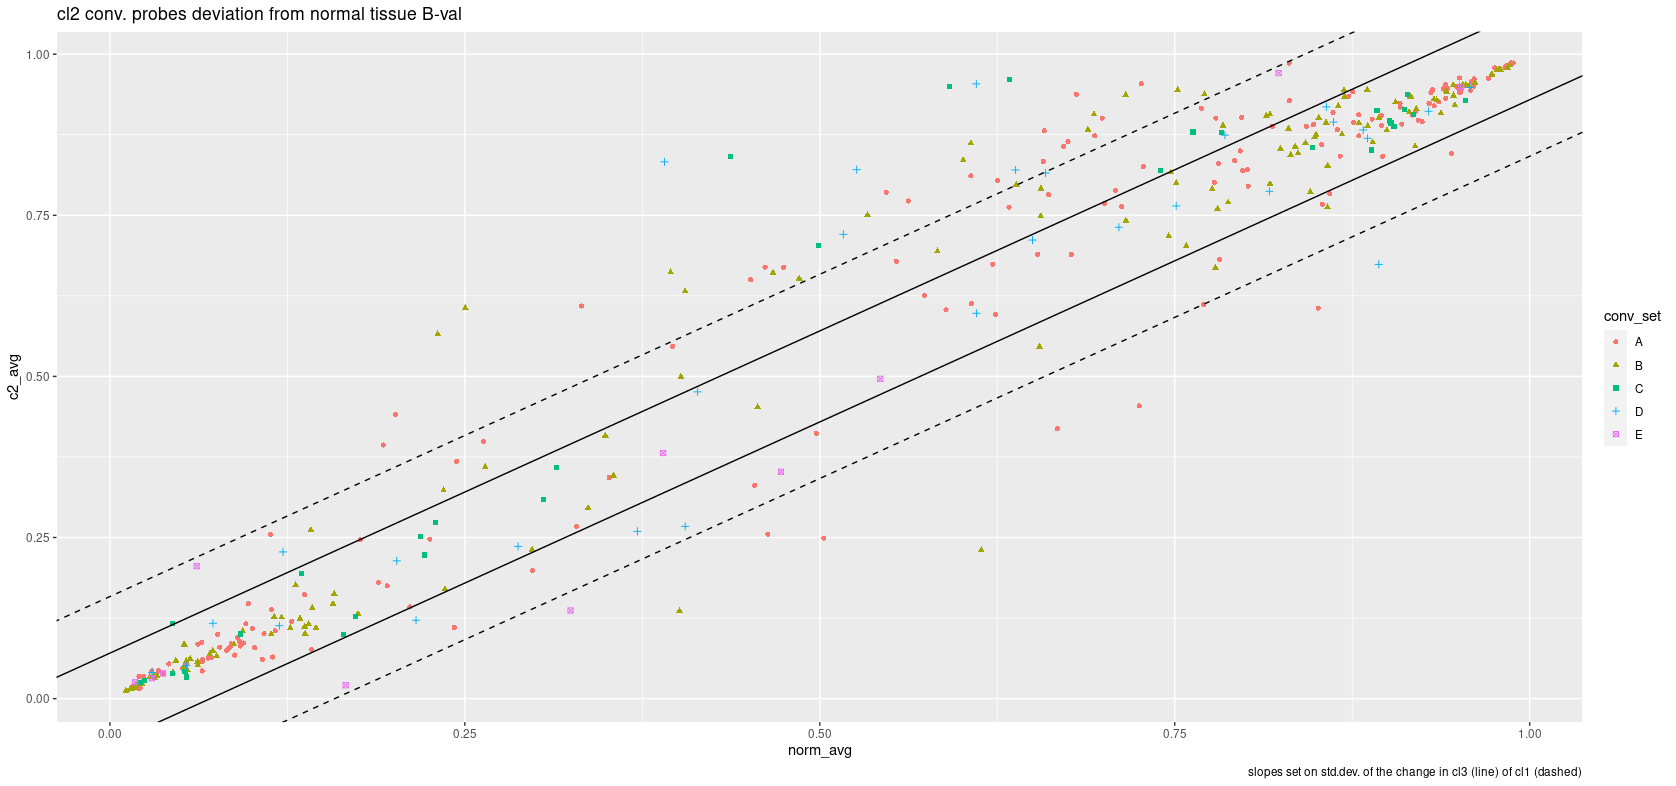 cl2 conv. probes deviation from normal tissue B-val
1.00
0.75
0.50
0.25
0.00
c2_avg
0.00
0.25
0.50
0.75
1.00
norm_avg
conv_set
A
B
C
D
E
slopes set on std.dev. of the change in cl3 (line) of cl1 (dashed)